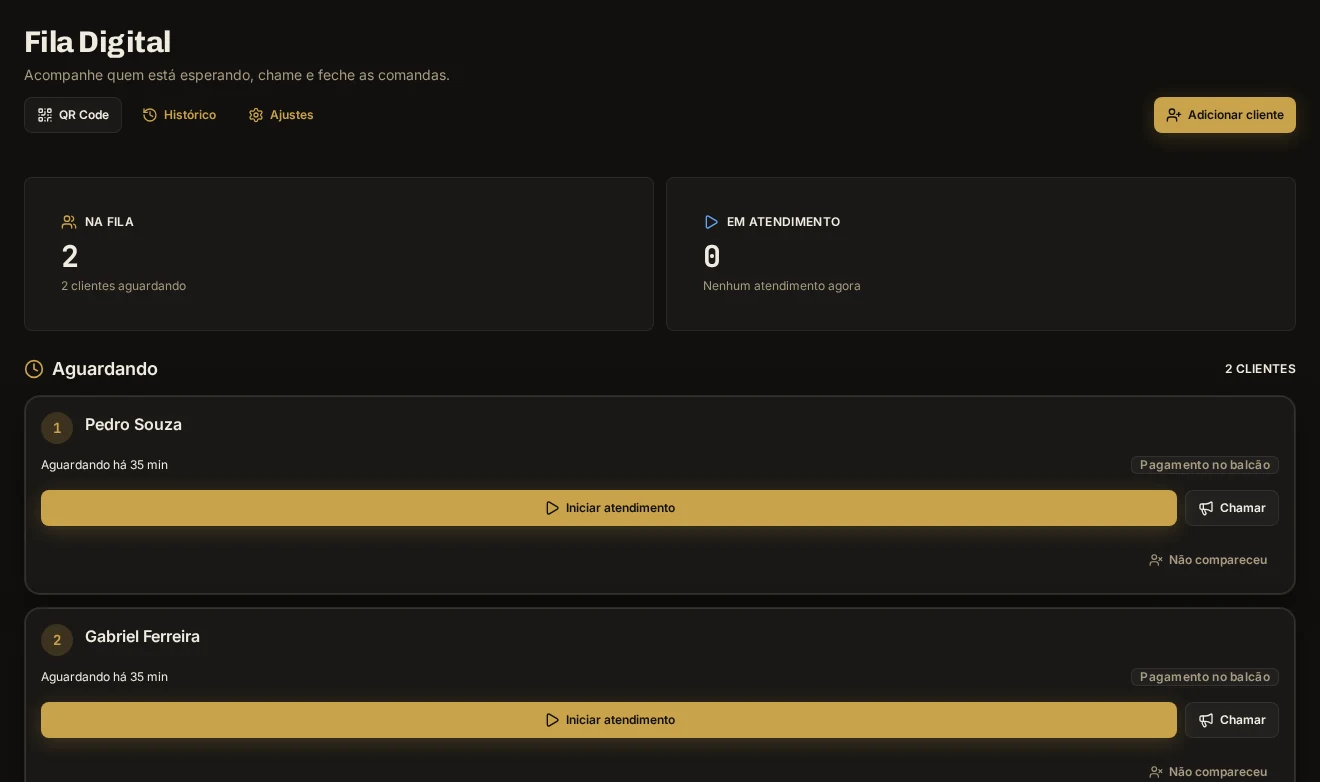 Fila Digital
Acompanhe quem está esperando, chame e feche as comandas.
QR Code Histórico Ajustes Adicionar cliente
NA FILA
2
2 clientes aguardando
EM ATENDIMENTO
0
Nenhum atendimento agora
Aguardando 2 CLIENTES
1 Pedro Souza
Aguardando há 35 min Pagamento no balcão
Iniciar atendimento Chamar
Não compareceu
2 Gabriel Ferreira
Aguardando há 35 min Pagamento no balcão
Iniciar atendimento Chamar
Não compareceu